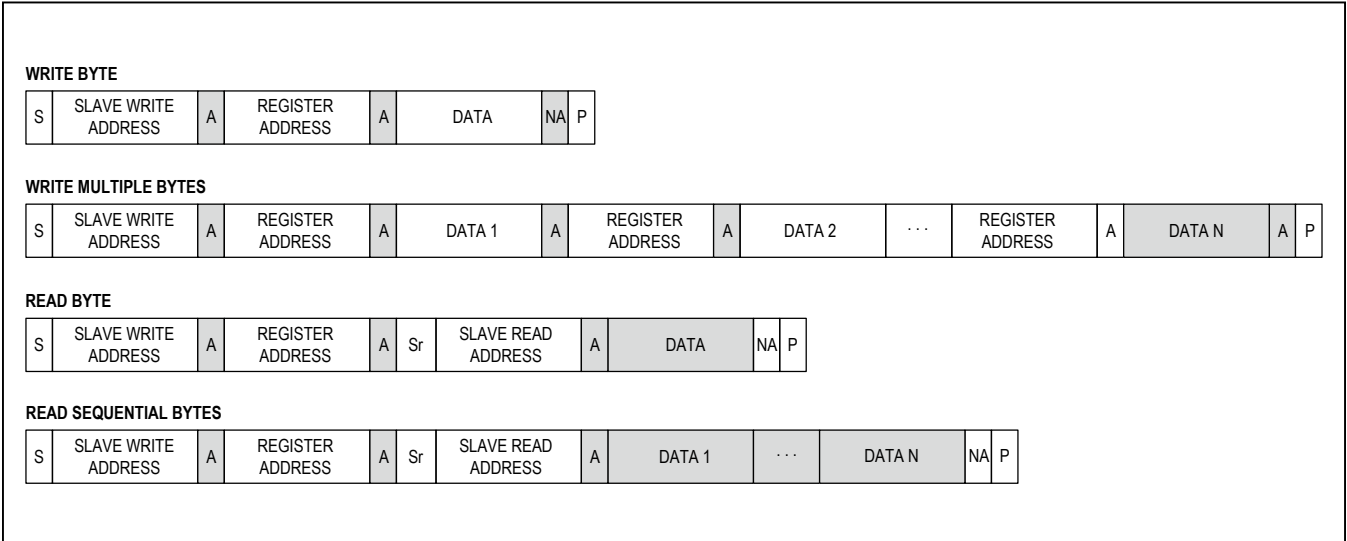 WRITE BYTE
S SLAVE WRITE ADDRESS A REGISTER ADDRESS A DATA NA P
WRITE MULTIPLE BYTES
S SLAVE WRITE ADDRESS A REGISTER ADDRESS A DATA 1 A REGISTER ADDRESS A DATA 2 ... REGISTER ADDRESS A DATA N A P
READ BYTE
S SLAVE WRITE ADDRESS A REGISTER ADDRESS A Sr SLAVE READ ADDRESS A DATA NA P
READ SEQUENTIAL BYTES
S SLAVE WRITE ADDRESS A REGISTER ADDRESS A Sr SLAVE READ ADDRESS A DATA 1 ... DATA N NA P